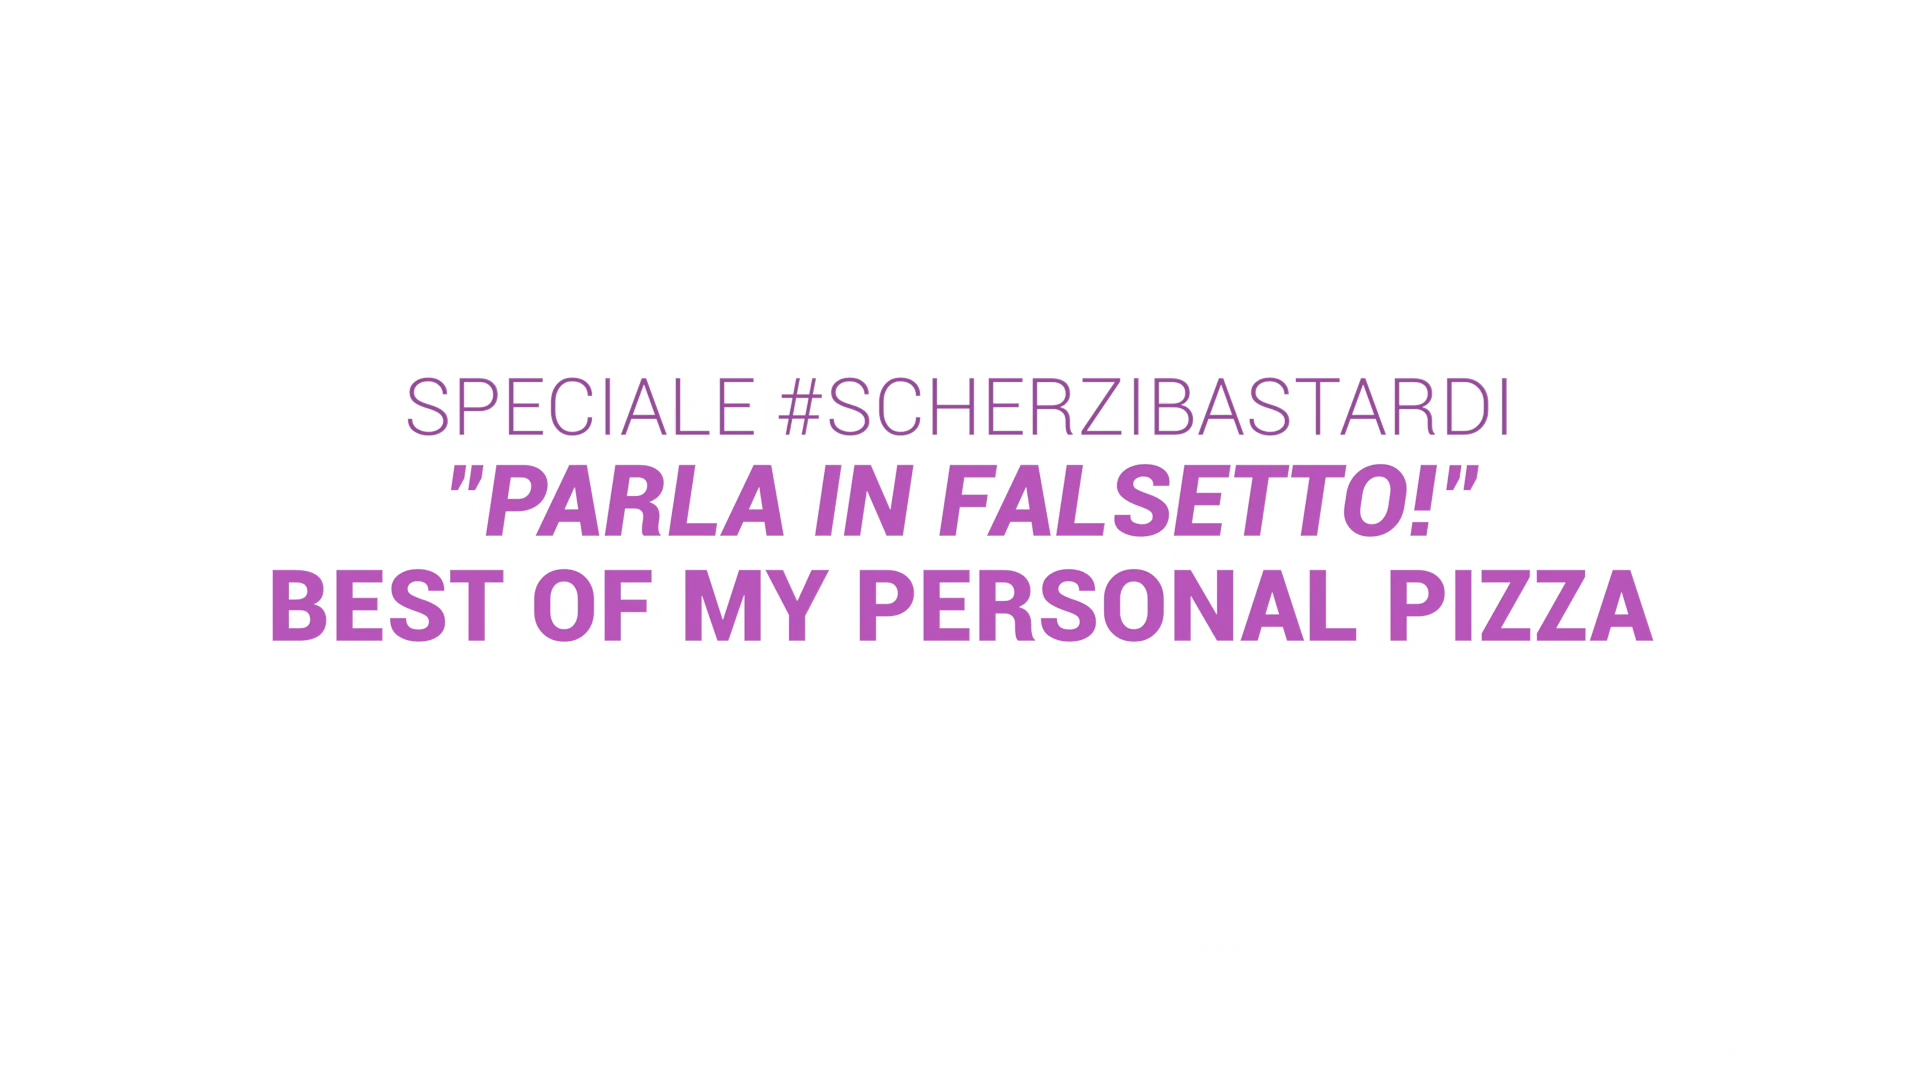 SPECIALE #SCHERZIBASTARDI
"PARLA IN FALSETTO!"
BEST OF MY PERSONAL PIZZA